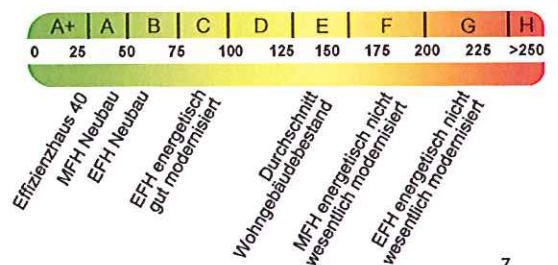 A+ A B C D E F G H
0 25 50 75 100 125 150 175 200 225 >250
Effizienzhaus 40
MFH Neubau
EFH Neubau
EFH energetisch
gut modernisiert
Durchschnitt
Wohngebäudebestand
MFH energetisch nicht
wesentlich modernisiert
EFH energetisch nicht
wesentlich modernisiert
7